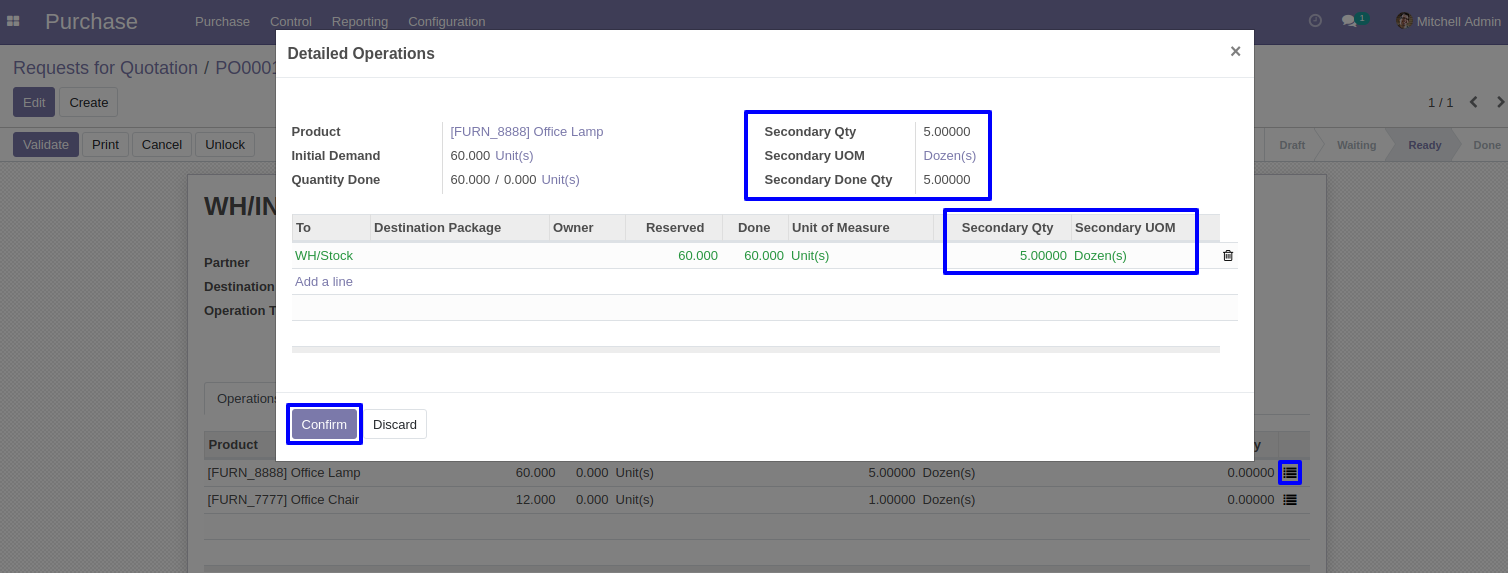 Purchase Purchase Control Reporting Configuration 1 Mitchell Admin
Detailed Operations ×
Requests for Quotation / PO0001
Edit Create 1 / 1
Product [FURN_8888] Office Lamp Secondary Qty 5.00000
Validate Print Cancel Unlock Draft Waiting Ready Done
Initial Demand 60.000 Unit(s) Secondary UOM Dozen(s)
Quantity Done 60.000 / 0.000 Unit(s) Secondary Done Qty 5.00000
WH/IN
To Destination Package Owner Reserved Done Unit of Measure Secondary Qty Secondary UOM
WH/Stock 60.000 60.000 Unit(s) 5.00000 Dozen(s)
Partner
Add a line
Destination
Operation T
Operations
Confirm Discard
Product y
[FURN_8888] Office Lamp 60.000 0.000 Unit(s) 5.00000 Dozen(s) 0.00000
[FURN_7777] Office Chair 12.000 0.000 Unit(s) 1.00000 Dozen(s) 0.00000